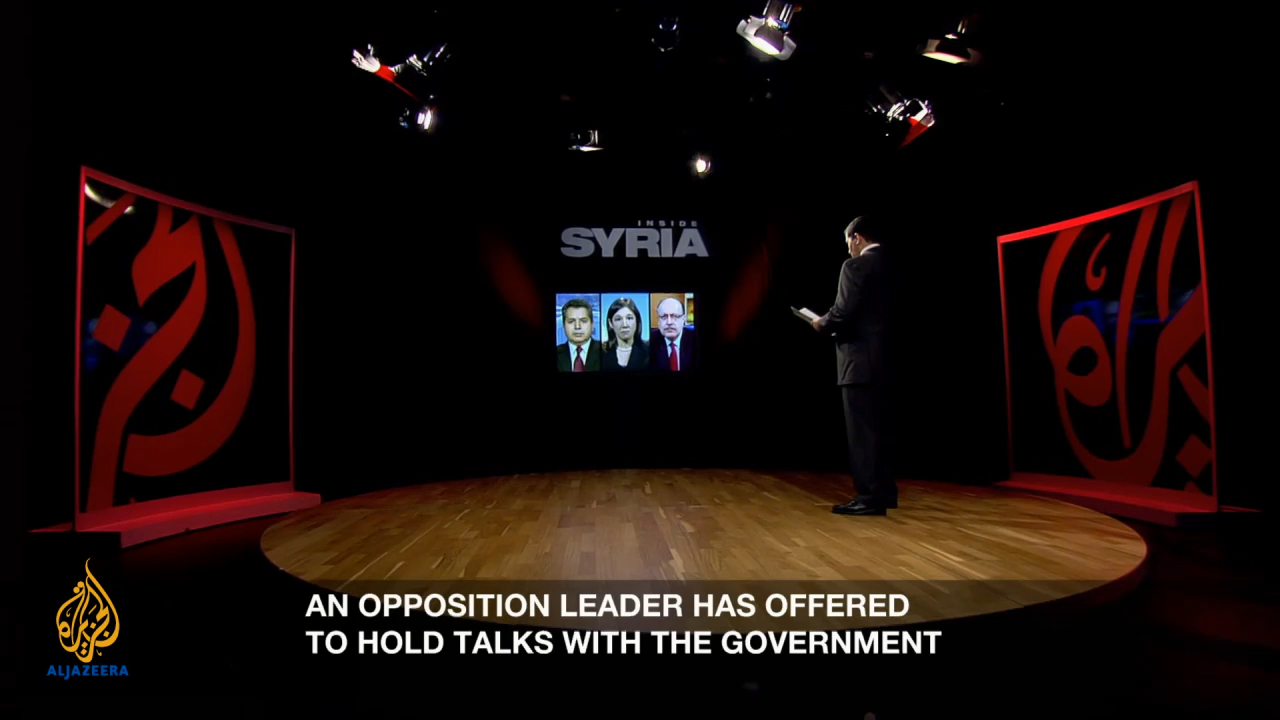 INSIDE
SYRIA
AN OPPOSITION LEADER HAS OFFERED
TO HOLD TALKS WITH THE GOVERNMENT
الجزيرة
ALJAZEERA